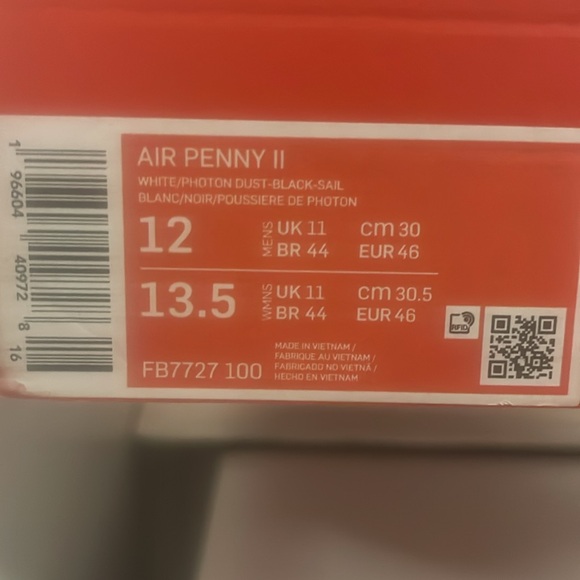 AIR PENNY II
WHITE/PHOTON DUST-BLACK-SAIL
BLANC/NOIR/POUSSIERE DE PHOTON
12 MENS UK 11 CM 30
BR 44 EUR 46
13.5 WMNS UK 11 CM 30.5
BR 44 EUR 46
RFID
FB7727 100
MADE IN VIETNAM /
FABRIQUE AU VIETNAM /
FABRICADO NO VIETNÃ /
HECHO EN VIETNAM
1 96604 40972 8 16